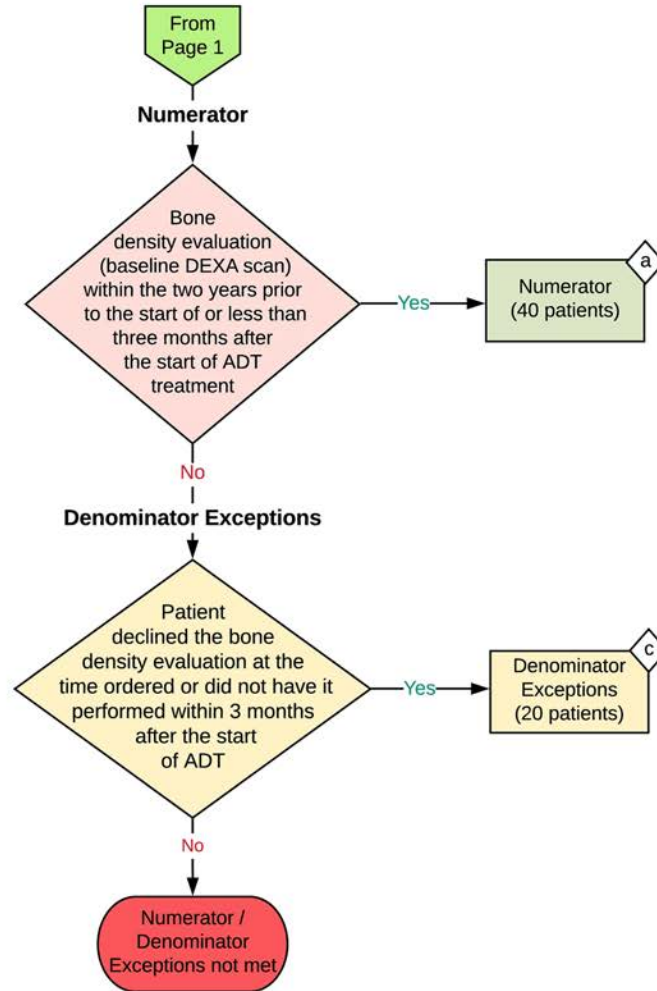 From
Page 1
Numerator
Bone
density evaluation
(baseline DEXA scan)
within the two years prior
to the start of or less than
three months after
the start of ADT
treatment
Yes
a
Numerator
(40 patients)
No
Denominator Exceptions
Patient
declined the bone
density evaluation at the
time ordered or did not have it
performed within 3 months
after the start
of ADT
Yes
c
Denominator
Exceptions
(20 patients)
No
Numerator /
Denominator
Exceptions not met